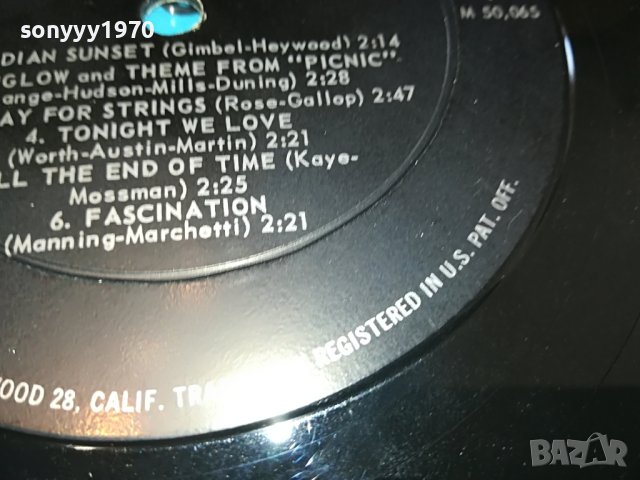 sonyyy1970
M 50,065
DIAN SUNSET (Gimbel-Heywood) 2:14
GLOW and THEME FROM "PICNIC"
ange-Hudson-Mills-Duning) 2:28
AY FOR STRINGS (Rose-Gallop) 2:47
4. TONIGHT WE LOVE
(Worth-Austin-Martin) 2:21
LL THE END OF TIME (Kaye-
Mossman) 2:25
6. FASCINATION
(Manning-Marchetti) 2:21
OOD 28, CALIF. TRA REGISTERED IN U.S. PAT. OFF.
BAZAR